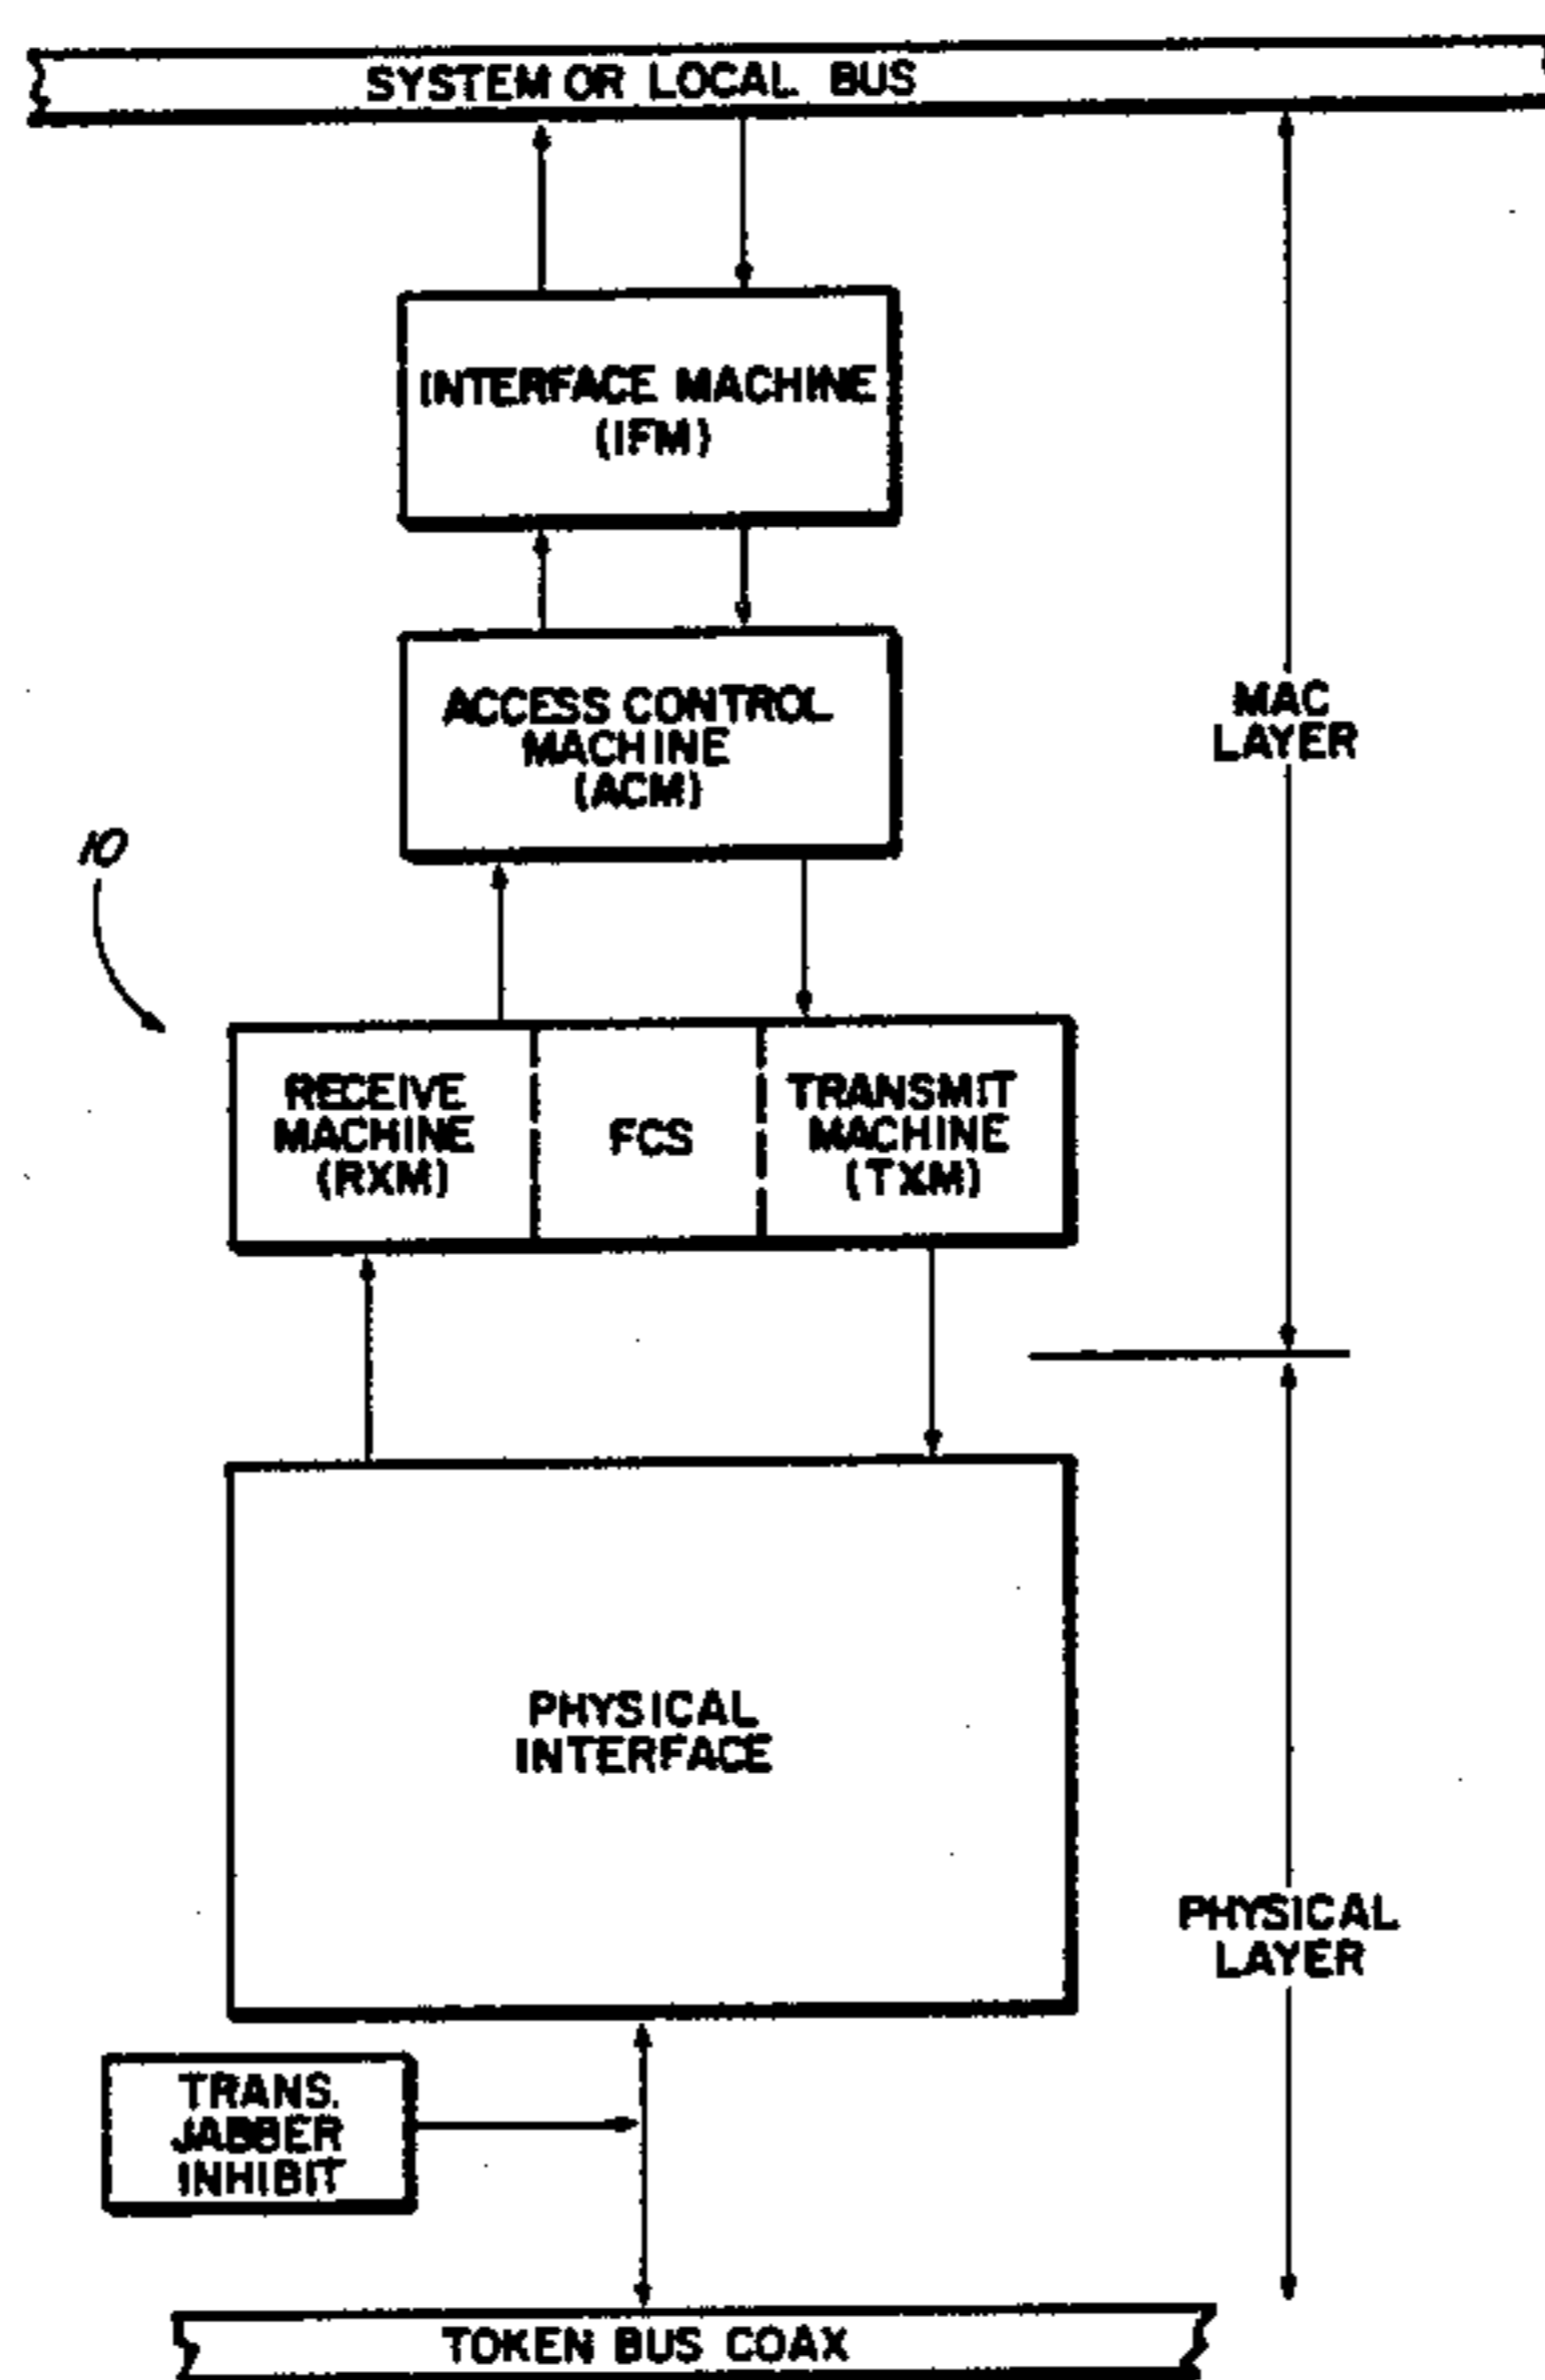 SYSTEM OR LOCAL BUS
INTERFACE MACHINE
(IFM)
ACCESS CONTROL
MACHINE
(ACM)
MAC
LAYER
10
RECEIVE
MACHINE
(RXM)
FCS
TRANSMIT
MACHINE
(TXM)
PHYSICAL
INTERFACE
PHYSICAL
LAYER
TRANS.
JABBER
INHIBIT
TOKEN BUS COAX